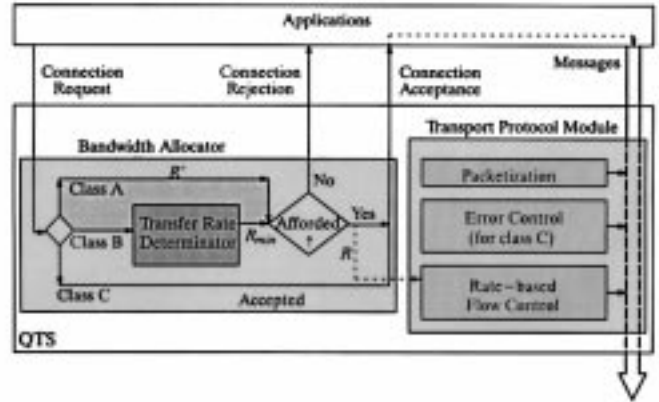 Applications
Connection
Request
Connection
Rejection
Connection
Acceptance
Messages
Bandwidth Allocator
Transport Protocol Module
Class A
R'
No
Class B
Transfer Rate
Determinator
R_min
Afforded
?
Yes
R
Class C
Accepted
Packetization
Error Control
(for class C)
Rate-based
Flow Control
QTS